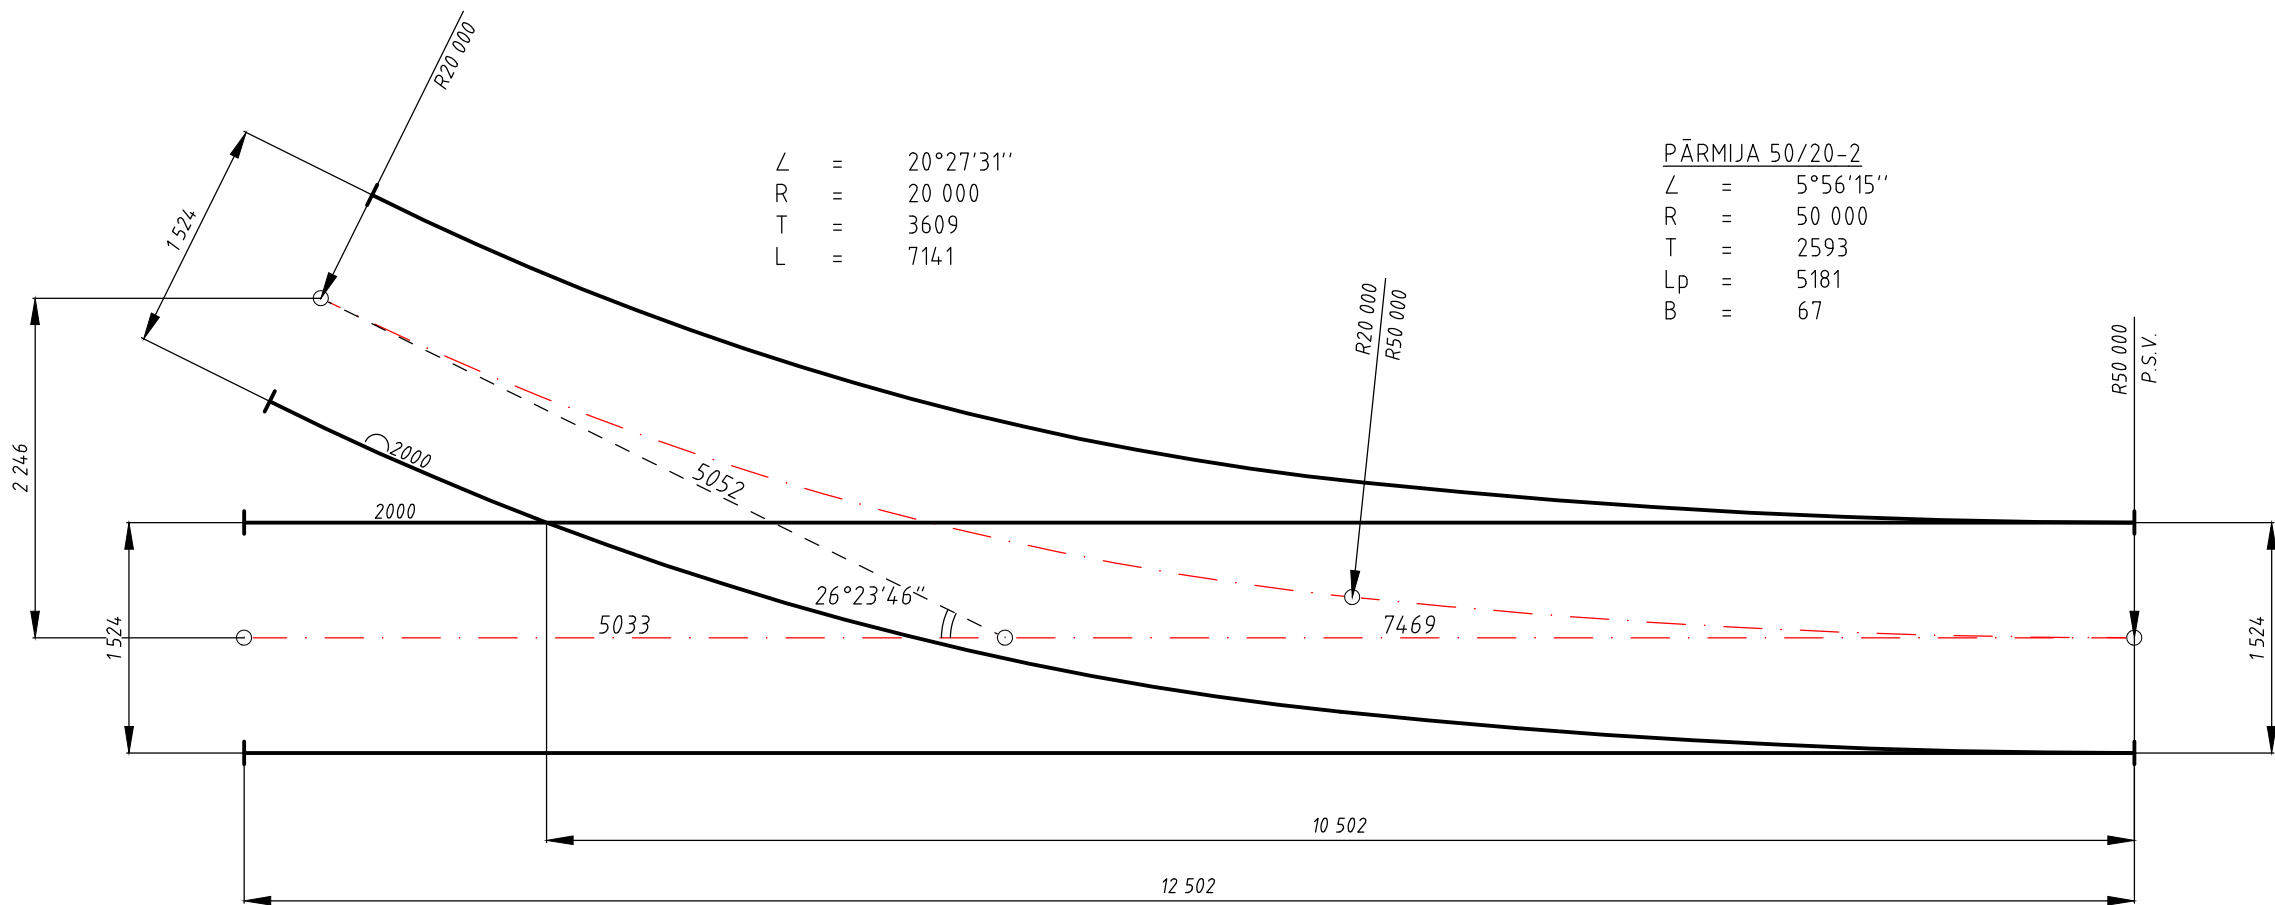 R20 000
∠ = 20°27'31''
R = 20 000
T = 3609
L = 7141
PĀRMIJA 50/20-2
∠ = 5°56'15''
R = 50 000
T = 2593
Lp = 5181
B = 67
1 524
R20 000
R50 000
R50 000
P.S.V.
2 246
2000
5052
2000
26°23'46''
5033
7469
1 524
1 524
10 502
12 502